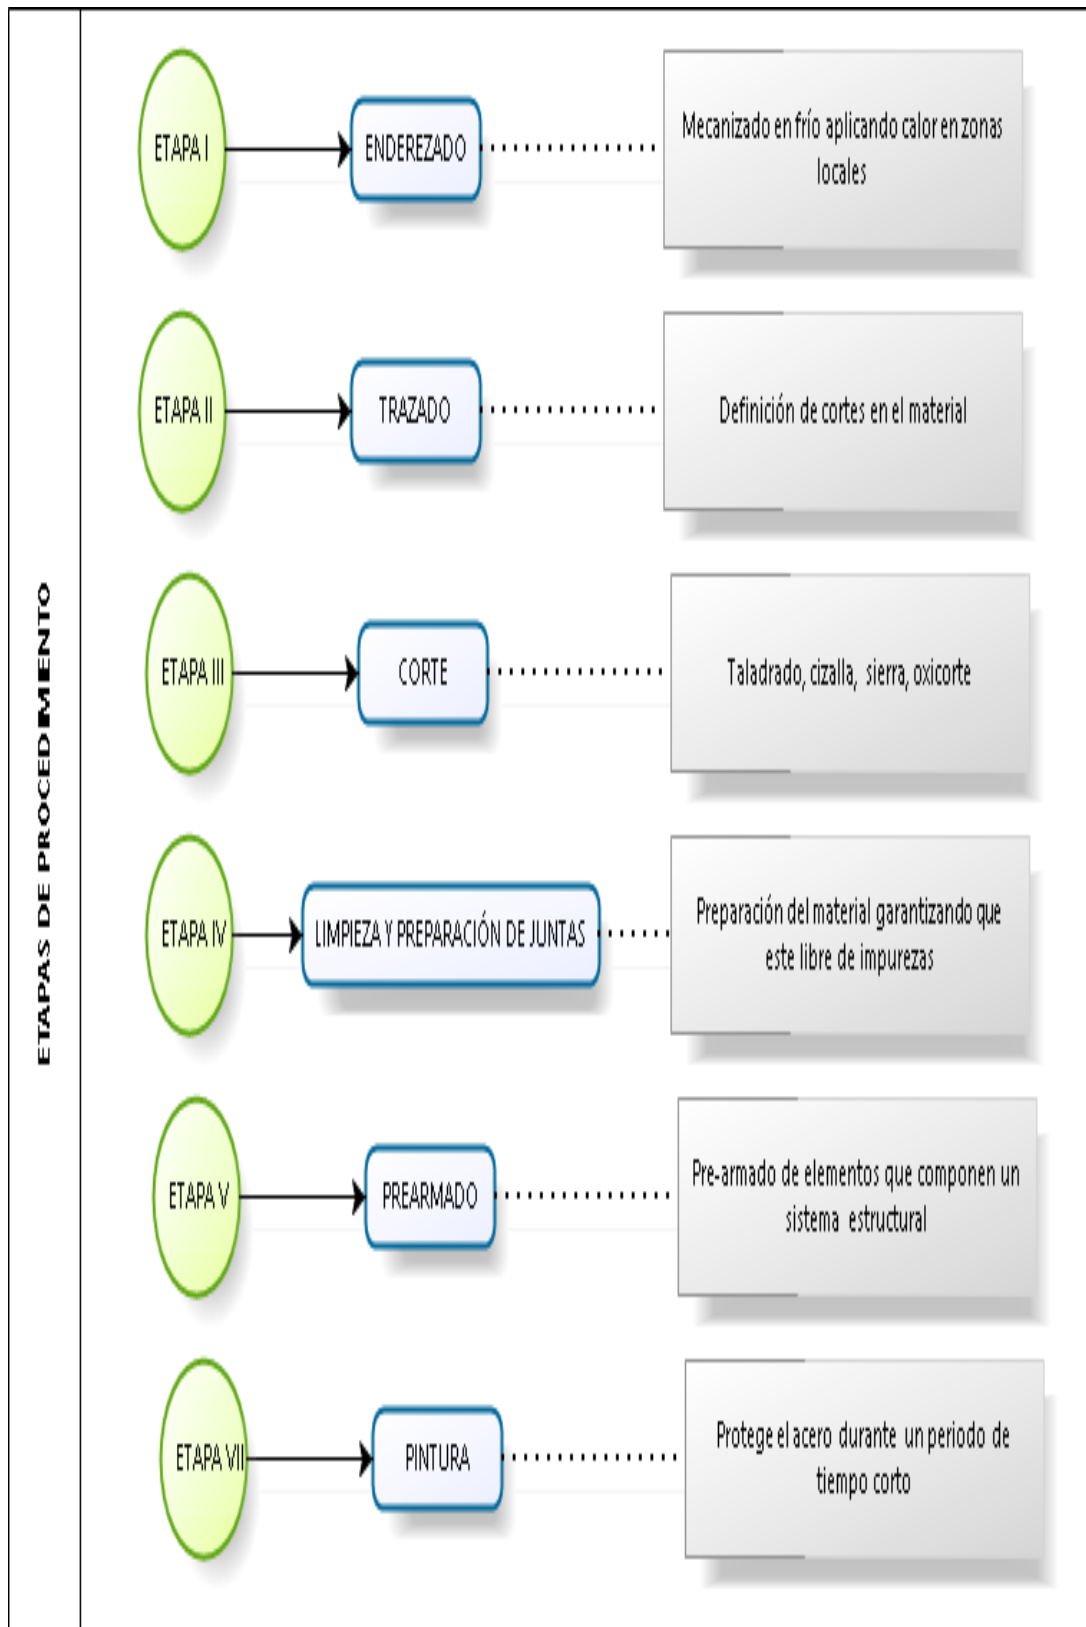 ETAPAS DE PROCEDIMENTO
ETAPA I
ENDEREZADO
Mecanizado en frío aplicando calor en zonas
locales
ETAPA II
TRAZADO
Definición de cortes en el material
ETAPA III
CORTE
Taladrado, cizalla, sierra, oxicorte
ETAPA IV
LIMPIEZA Y PREPARACIÓN DE JUNTAS
Preparación del material garantizando que
este libre de impurezas
ETAPA V
PREARMADO
Pre-armado de elementos que componen un
sistema estructural
ETAPA VII
PINTURA
Protege el acero durante un periodo de
tiempo corto